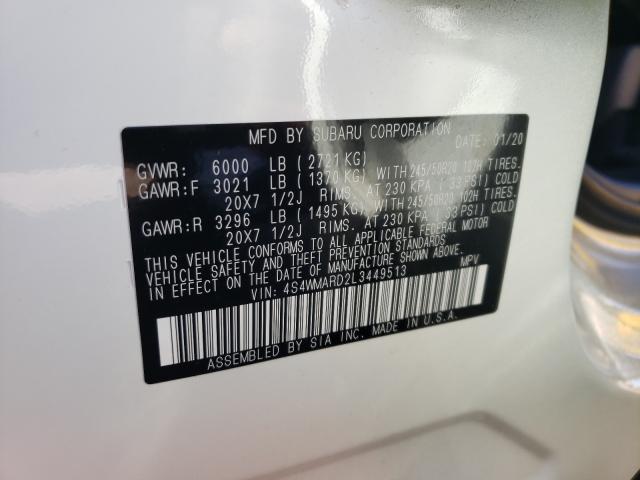 MFD BY SUBARU CORPORATION DATE: 01/20
GVWR: 6000 LB (2721 KG)
GAWR:F 3021 LB (1370 KG) WITH 245/50R20 102H TIRES.
20X7 1/2J RIMS. AT 230 KPA (33 PSI) COLD
GAWR:R 3296 LB (1495 KG) WITH 245/50R20 102H TIRES.
20X7 1/2J RIMS. AT 230 KPA (33 PSI) COLD
THIS VEHICLE CONFORMS TO ALL APPLICABLE FEDERAL MOTOR
VEHICLE SAFETY AND THEFT PREVENTION STANDARDS
IN EFFECT ON THE DATE OF MANUFACTURE SHOWN ABOVE.
VIN: 4S4WMARD2L3449513 MPV
ASSEMBLED BY SIA INC. MADE IN U.S.A.